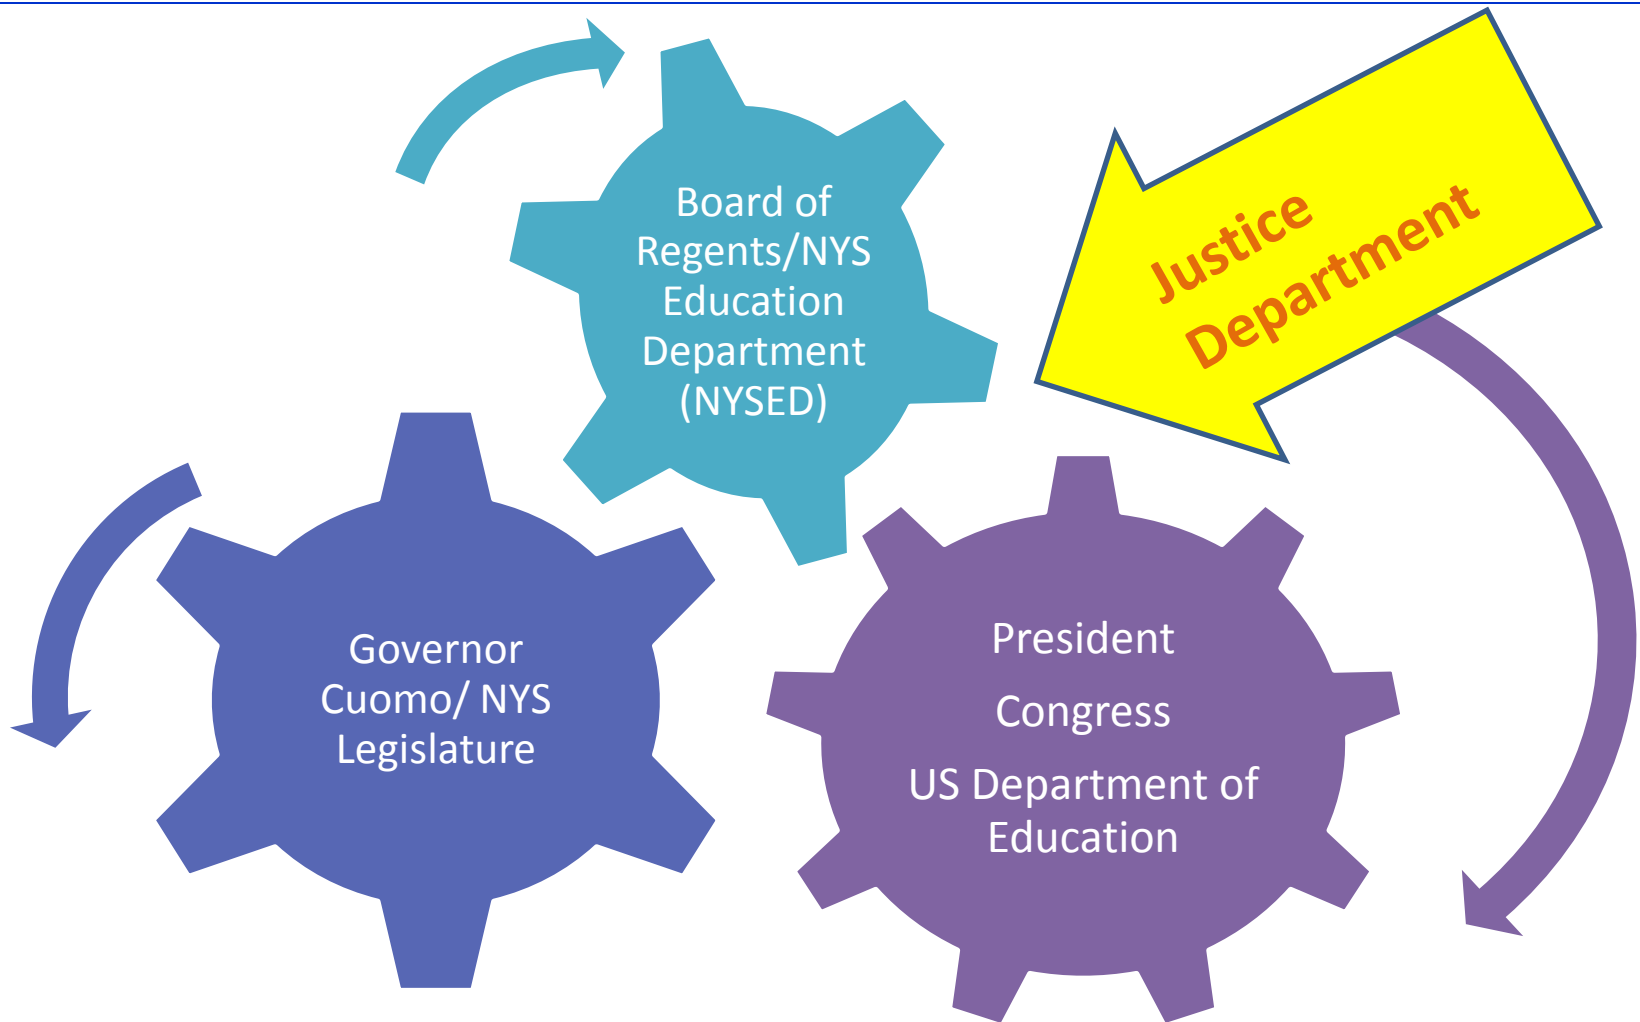 Board of
Regents/NYS
Education
Department
(NYSED)
Justice
Department
Governor
Cuomo/ NYS
Legislature
President
Congress
US Department of
Education